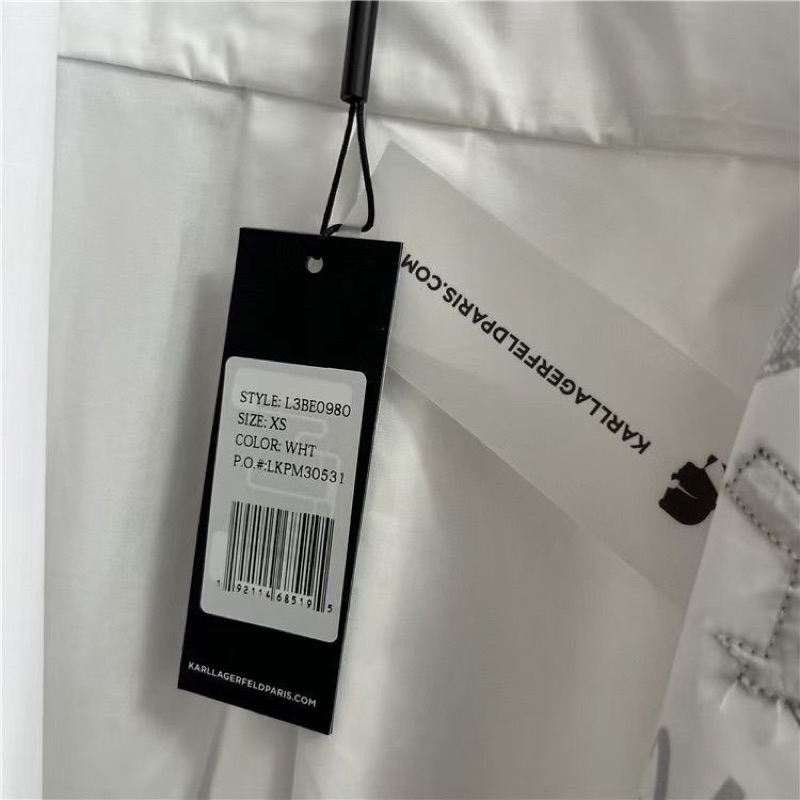 STYLE: L3BE0980
SIZE: XS
COLOR: WHT
P.O.#:LKPM30531
1 92114 68519 5
KARLLAGERFELDPARIS.COM
KARLLAGERFELDPARIS.COM